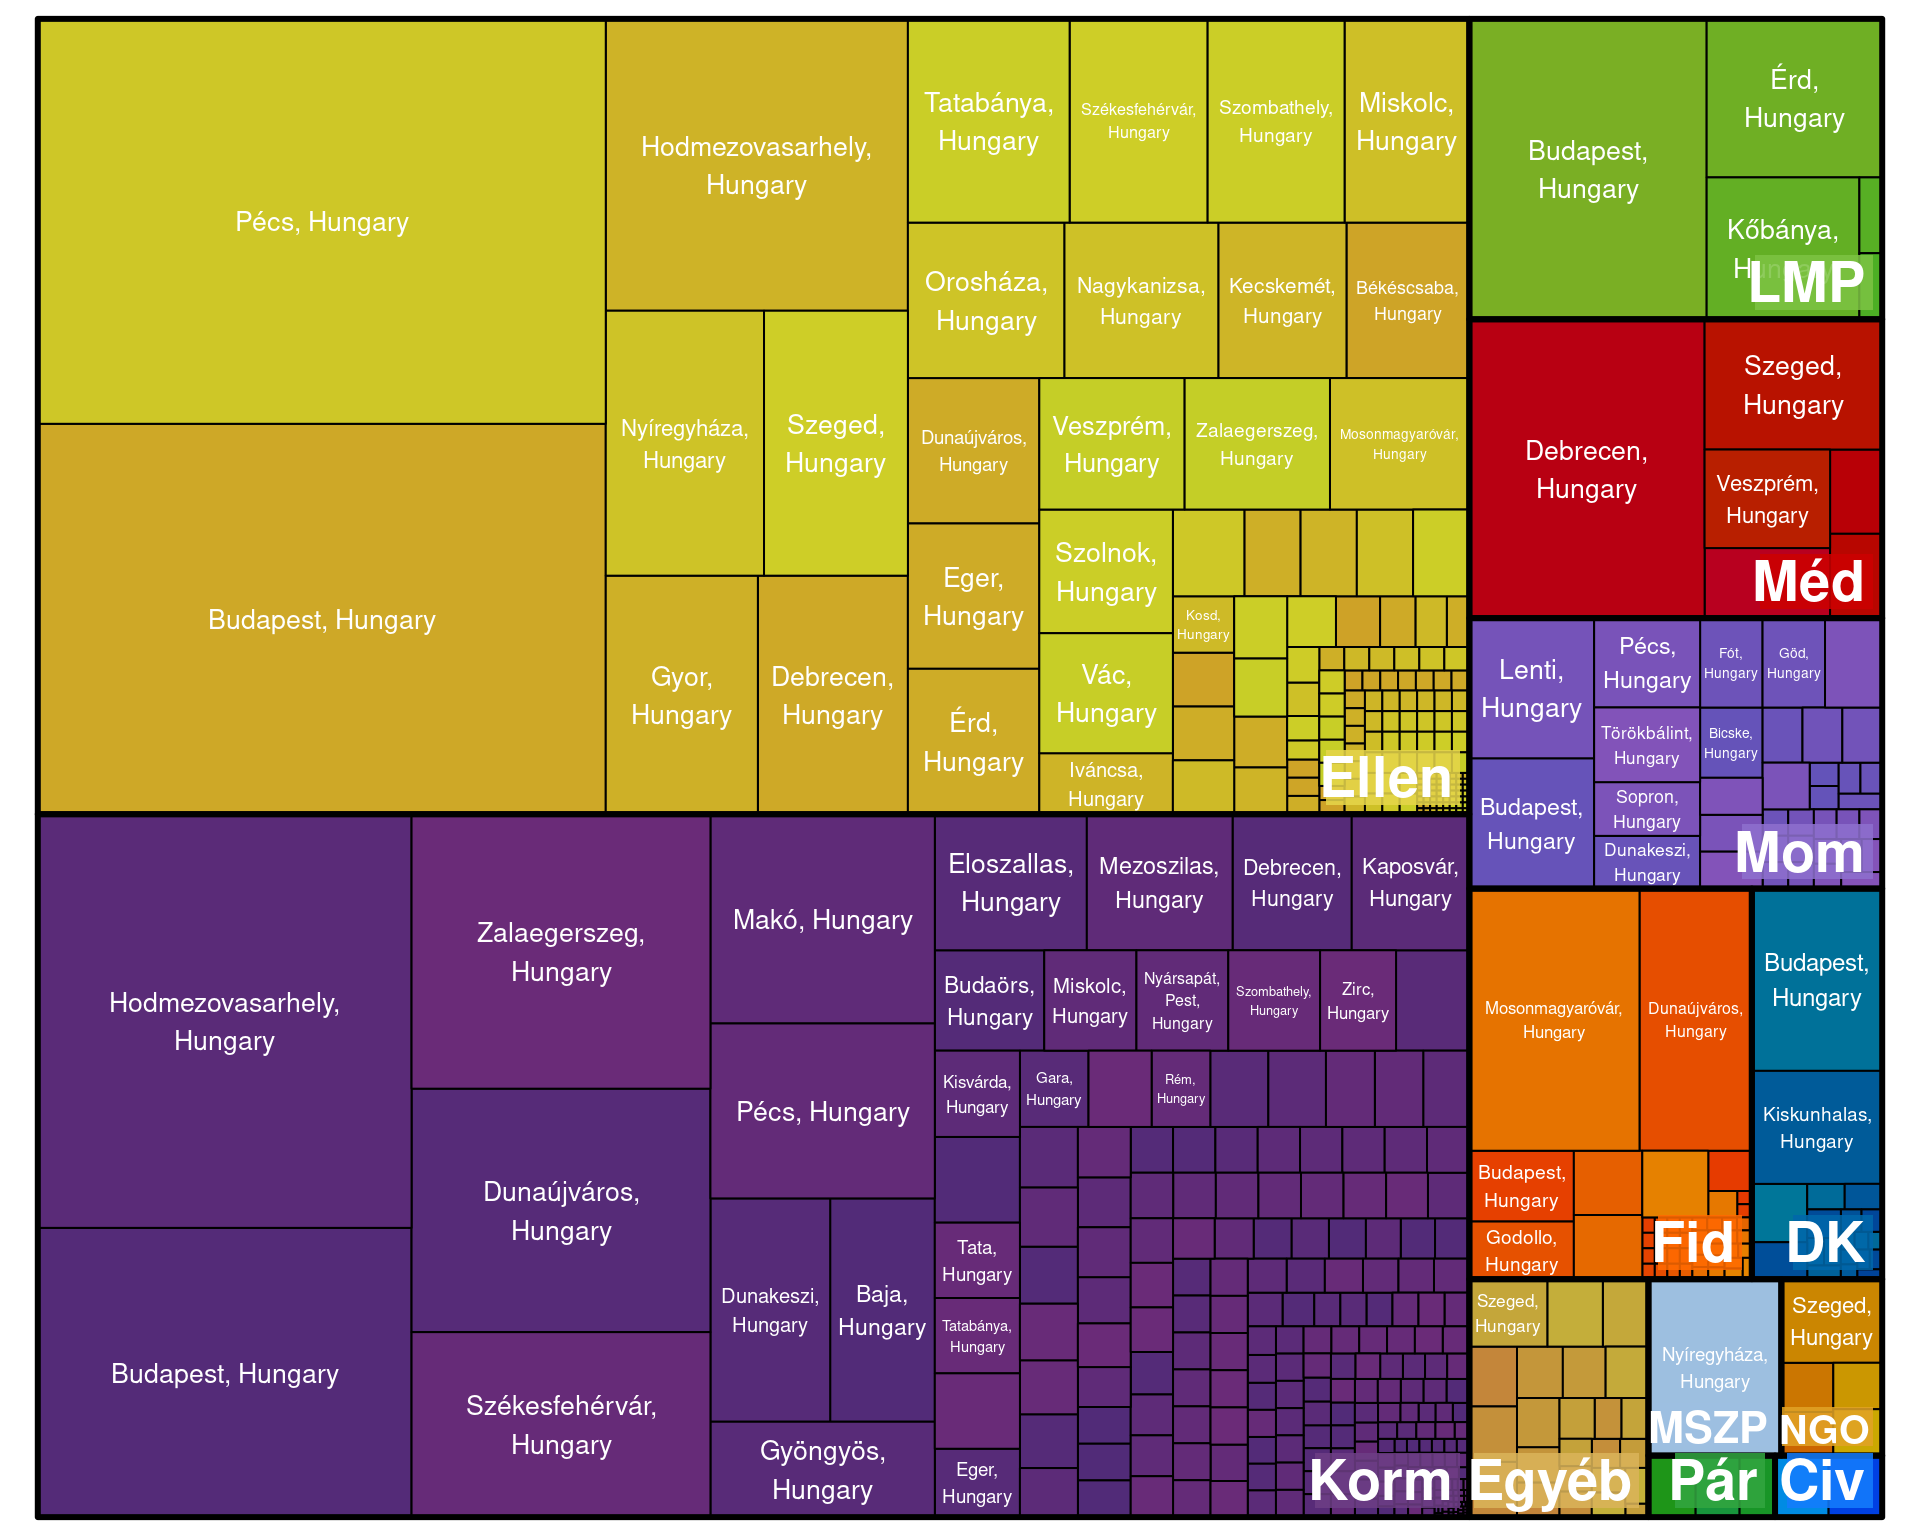 Pécs, Hungary
Budapest, Hungary
Hodmezovasarhely,
Hungary
Nyíregyháza,
Hungary
Szeged,
Hungary
Gyor,
Hungary
Debrecen,
Hungary
Tatabánya,
Hungary
Székesfehérvár,
Hungary
Szombathely,
Hungary
Miskolc,
Hungary
Orosháza,
Hungary
Nagykanizsa,
Hungary
Kecskemét,
Hungary
Békéscsaba,
Hungary
Dunaújváros,
Hungary
Eger,
Hungary
Érd,
Hungary
Veszprém,
Hungary
Zalaegerszeg,
Hungary
Mosonmagyaróvár,
Hungary
Szolnok,
Hungary
Vác,
Hungary
Iváncsa,
Hungary
Kosd,
Hungary
Ellen
Hodmezovasarhely,
Hungary
Budapest, Hungary
Zalaegerszeg,
Hungary
Dunaújváros,
Hungary
Székesfehérvár,
Hungary
Makó, Hungary
Pécs, Hungary
Dunakeszi,
Hungary
Baja,
Hungary
Gyöngyös,
Hungary
Eloszallas,
Hungary
Mezoszilas,
Hungary
Debrecen,
Hungary
Kaposvár,
Hungary
Budaörs,
Hungary
Miskolc,
Hungary
Nyársapát,
Pest,
Hungary
Szombathely,
Hungary
Zirc,
Hungary
Kisvárda,
Hungary
Gara,
Hungary
Rém,
Hungary
Tata,
Hungary
Tatabánya,
Hungary
Eger,
Hungary
Korm
Budapest,
Hungary
Érd,
Hungary
Kőbánya,
Hungary
LMP
Debrecen,
Hungary
Szeged,
Hungary
Veszprém,
Hungary
Méd
Lenti,
Hungary
Budapest,
Hungary
Pécs,
Hungary
Törökbálint,
Hungary
Sopron,
Hungary
Dunakeszi,
Hungary
Fót,
Hungary
Göd,
Hungary
Bicske,
Hungary
Mom
Mosonmagyaróvár,
Hungary
Dunaújváros,
Hungary
Budapest,
Hungary
Godollo,
Hungary
Fid
Budapest,
Hungary
Kiskunhalas,
Hungary
DK
Szeged,
Hungary
Egyéb
Nyíregyháza,
Hungary
MSZP
Szeged,
Hungary
NGO
Pár
Civ